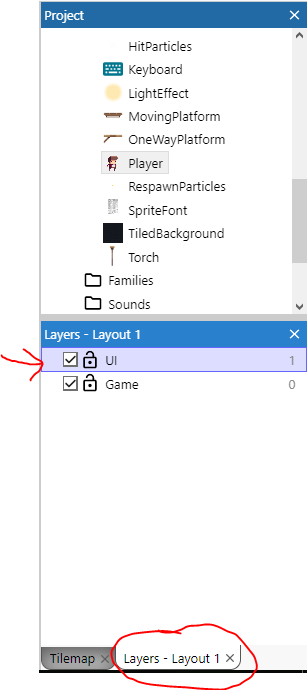 Project
HitParticles
Keyboard
LightEffect
MovingPlatform
OneWayPlatform
Player
RespawnParticles
SpriteFont
TiledBackground
Torch
Families
Sounds
Layers - Layout 1
UI 1
Game 0
Tilemap Layers - Layout 1